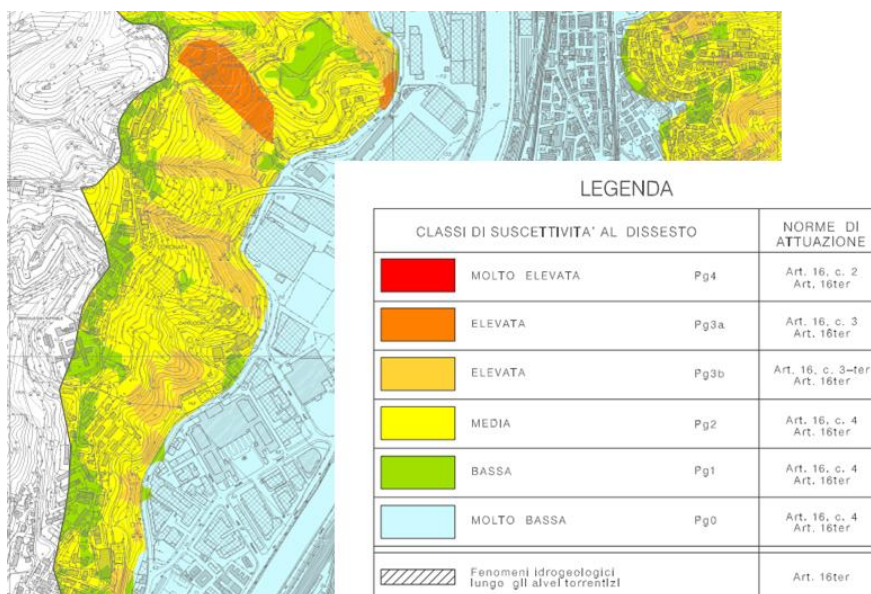 CORONATA
LEGENDA
CLASSI DI SUSCETTIVITA' AL DISSESTO
NORME DI
ATTUAZIONE
MOLTO ELEVATA Pg4 Art. 16, c. 2
Art. 16ter
ELEVATA Pg3a Art. 16, c. 3
Art. 16ter
ELEVATA Pg3b Art. 16, c. 3-ter
Art. 16ter
MEDIA Pg2 Art. 16, c. 4
Art. 16ter
BASSA Pg1 Art. 16, c. 4
Art. 16ter
MOLTO BASSA Pg0 Art. 16, c. 4
Art. 16ter
Fenomeni idrogeologici
lungo gli alvei torrentizi
Art. 16ter